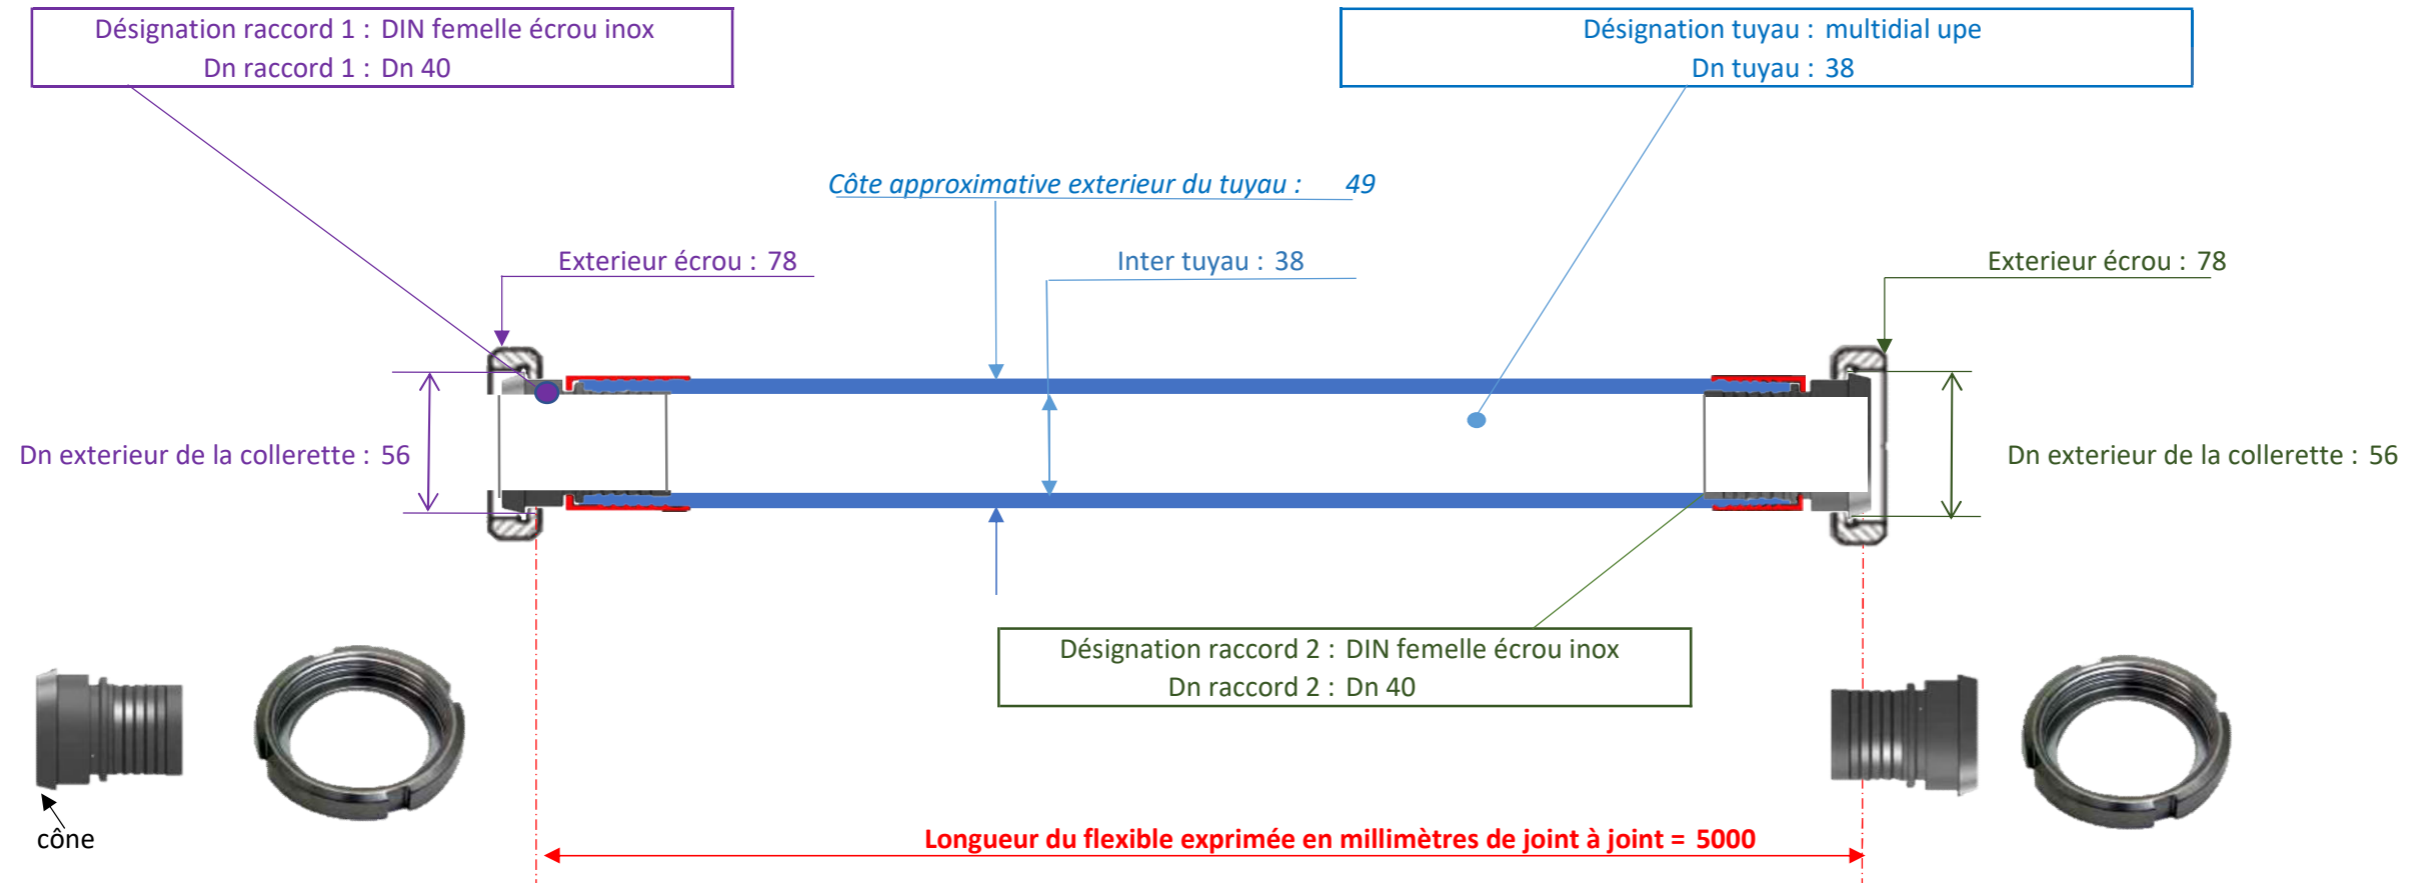 Désignation raccord 1 : DIN femelle écrou inox
Dn raccord 1 : Dn 40
Désignation tuyau : multidial upe
Dn tuyau : 38
Côte approximative exterieur du tuyau : 49
Exterieur écrou : 78
Inter tuyau : 38
Exterieur écrou : 78
Dn exterieur de la collerette : 56
Dn exterieur de la collerette : 56
Désignation raccord 2 : DIN femelle écrou inox
Dn raccord 2 : Dn 40
cône
Longueur du flexible exprimée en millimètres de joint à joint = 5000